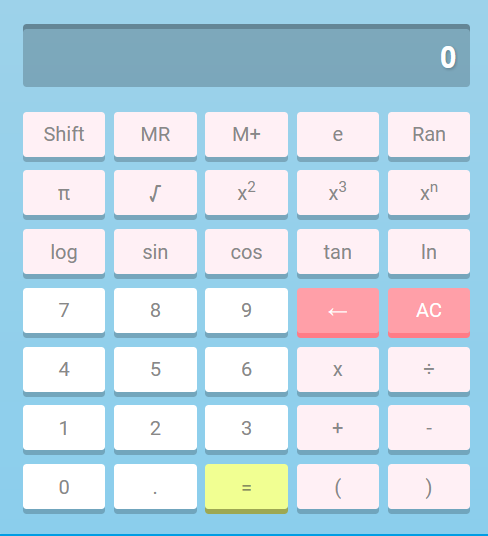 0
Shift MR M+ e Ran
π √ x² x³ xⁿ
log sin cos tan ln
7 8 9 ← AC
4 5 6 x ÷
1 2 3 + -
0 . = ( )